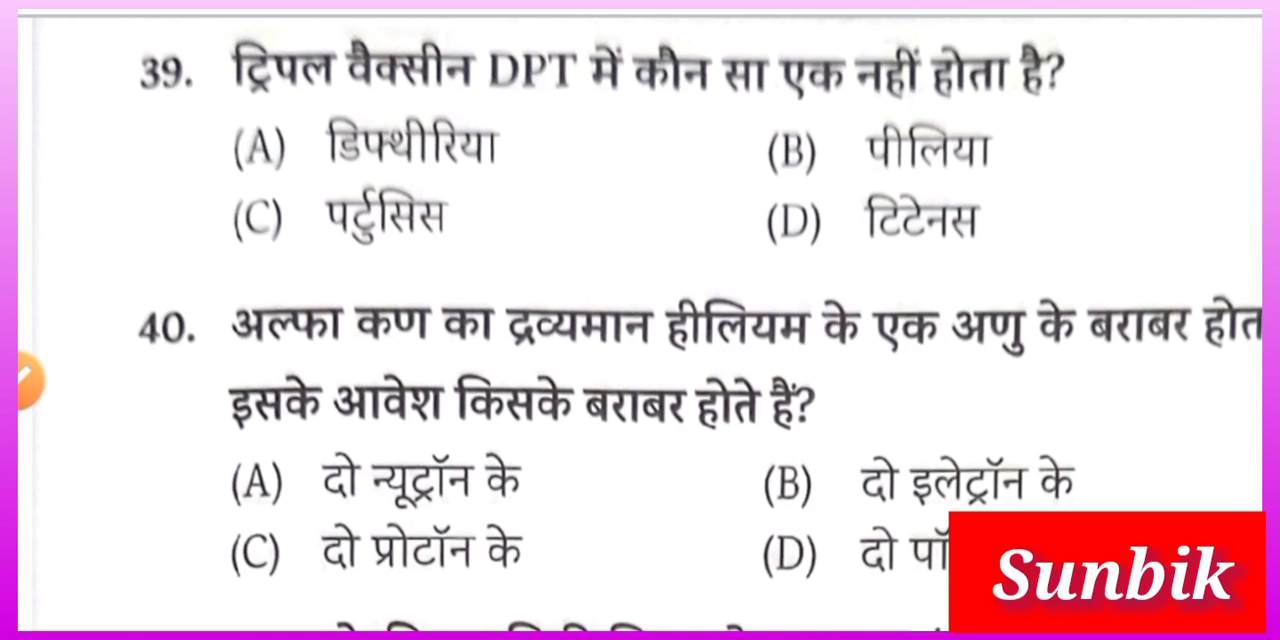 39. ट्रिपल वैक्सीन DPT में कौन सा एक नहीं होता है?
(A) डिफ्थीरिया (B) पीलिया
(C) पर्टुसिस (D) टिटेनस
40. अल्फा कण का द्रव्यमान हीलियम के एक अणु के बराबर
इसके आवेश किसके बराबर होते हैं?
(A) दो न्यूट्रॉन के (B) दो इलेट्रॉन के
(C) दो प्रोटॉन के (D) दो
Sunbik